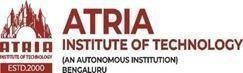 ATRIA
INSTITUTE OF TECHNOLOGY
ESTD.2000
ATRIA
INSTITUTE OF TECHNOLOGY
(AN AUTONOMOUS INSTITUTION)
BENGALURU